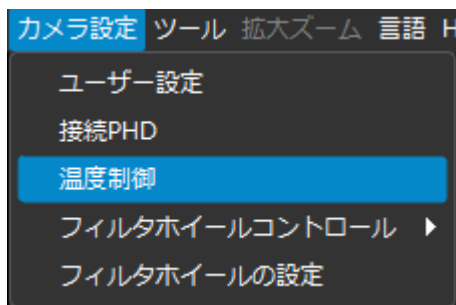 カメラ設定 ツール 拡大ズーム 言語 H
ユーザー設定
接続PHD
温度制御
フィルタホイールコントロール
フィルタホイールの設定